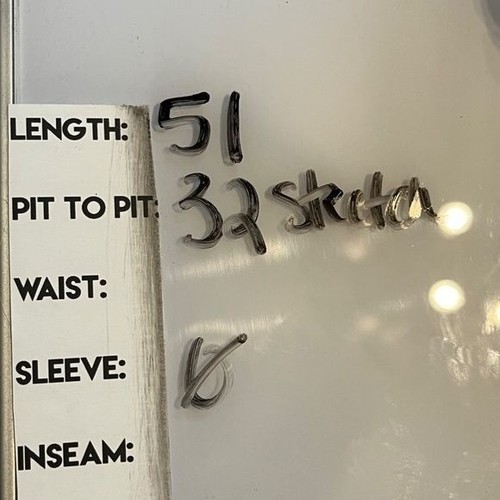 LENGTH: 51
PIT TO PIT: 32 stretch
WAIST:
SLEEVE:
INSEAM: